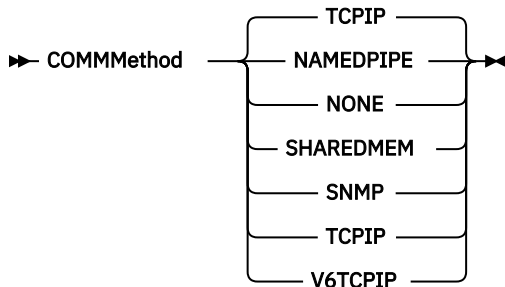 TCPIP
COMMMethod NAMEDPIPE
NONE
SHAREDMEM
SNMP
TCPIP
V6TCPIP